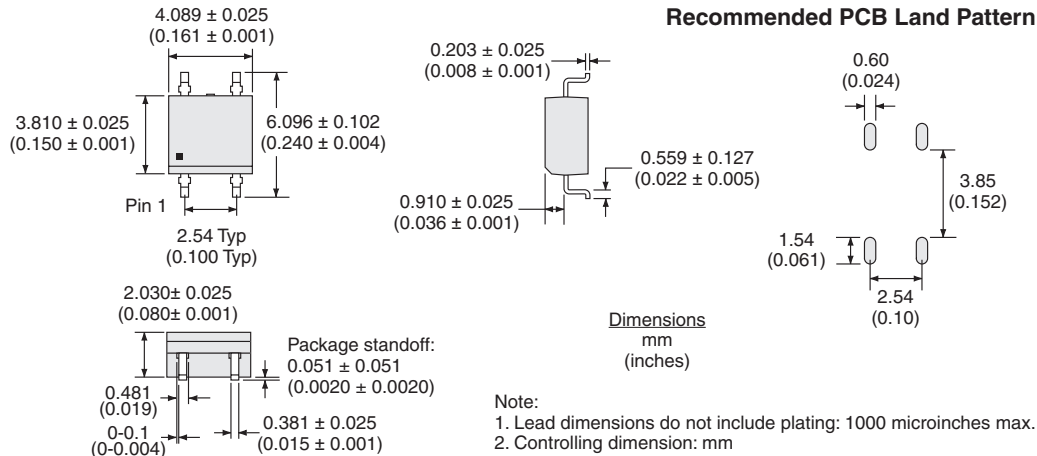 4.089 ± 0.025
(0.161 ± 0.001)
3.810 ± 0.025
(0.150 ± 0.001)
6.096 ± 0.102
(0.240 ± 0.004)
Pin 1
2.54 Typ
(0.100 Typ)
0.203 ± 0.025
(0.008 ± 0.001)
0.559 ± 0.127
(0.022 ± 0.005)
0.910 ± 0.025
(0.036 ± 0.001)
Recommended PCB Land Pattern
0.60
(0.024)
3.85
(0.152)
1.54
(0.061)
2.54
(0.10)
2.030± 0.025
(0.080± 0.001)
Package standoff:
0.051 ± 0.051
(0.0020 ± 0.0020)
0.481
(0.019)
0-0.1
(0-0.004)
0.381 ± 0.025
(0.015 ± 0.001)
Dimensions
mm
(inches)
Note:
1. Lead dimensions do not include plating: 1000 microinches max.
2. Controlling dimension: mm